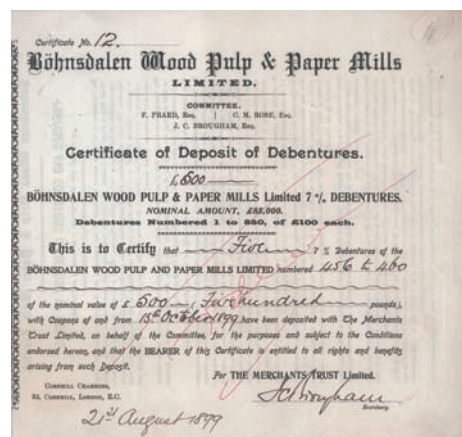 Certificate No. 12.
Böhnsdalen Wood Pulp & Paper Mills
LIMITED.
COMMITTEE.
F. PRAED, Esq. | C. M. ROSE, Esq.
J. C. BROUGHAM, Esq.
Certificate of Deposit of Debentures.
£500
BÖHNSDALEN WOOD PULP & PAPER MILLS Limited 7 % DEBENTURES.
NOMINAL AMOUNT, £85,000.
Debentures Numbered 1 to 850, of £100 each.
This is to Certify that Five 7 % Debentures of the
BÖHNSDALEN WOOD PULP AND PAPER MILLS LIMITED numbered 456 to 460
of the nominal value of £ 500 (Five hundred pounds),
with Coupons of and from 15th October 1899 have been deposited with The Merchants
Trust Limited, on behalf of the Committee, for the purposes and subject to the Conditions
endorsed hereon, and that the BEARER of this Certificate is entitled to all rights and benefits
arising from such Deposit.
For THE MERCHANTS TRUST Limited.
CORNHILL CHAMBERS,
62, CORNHILL, LONDON, E.C.
J C Brougham
Secretary.
21st August 1899